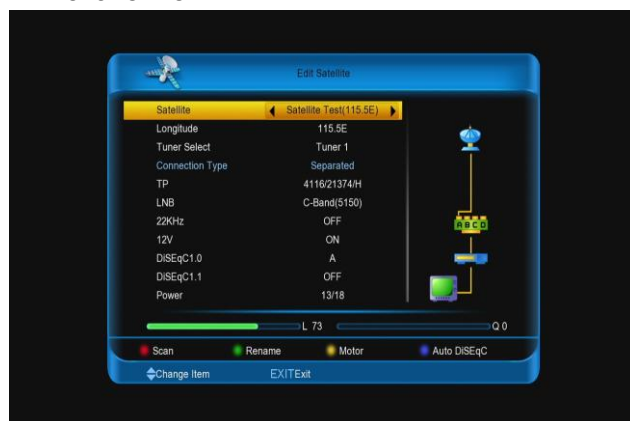 Edit Satellite
Satellite Satellite Test(115.5E)
Longitude 115.5E
Tuner Select Tuner 1
Connection Type Separated
TP 4116/21374/H
LNB C-Band(5150)
22KHz OFF
12V ON
DiSEqC1.0 A
DiSEqC1.1 OFF
Power 13/18
A B C D
L 73 Q 0
Scan Rename Motor Auto DiSEqC
Change Item EXIT Exit